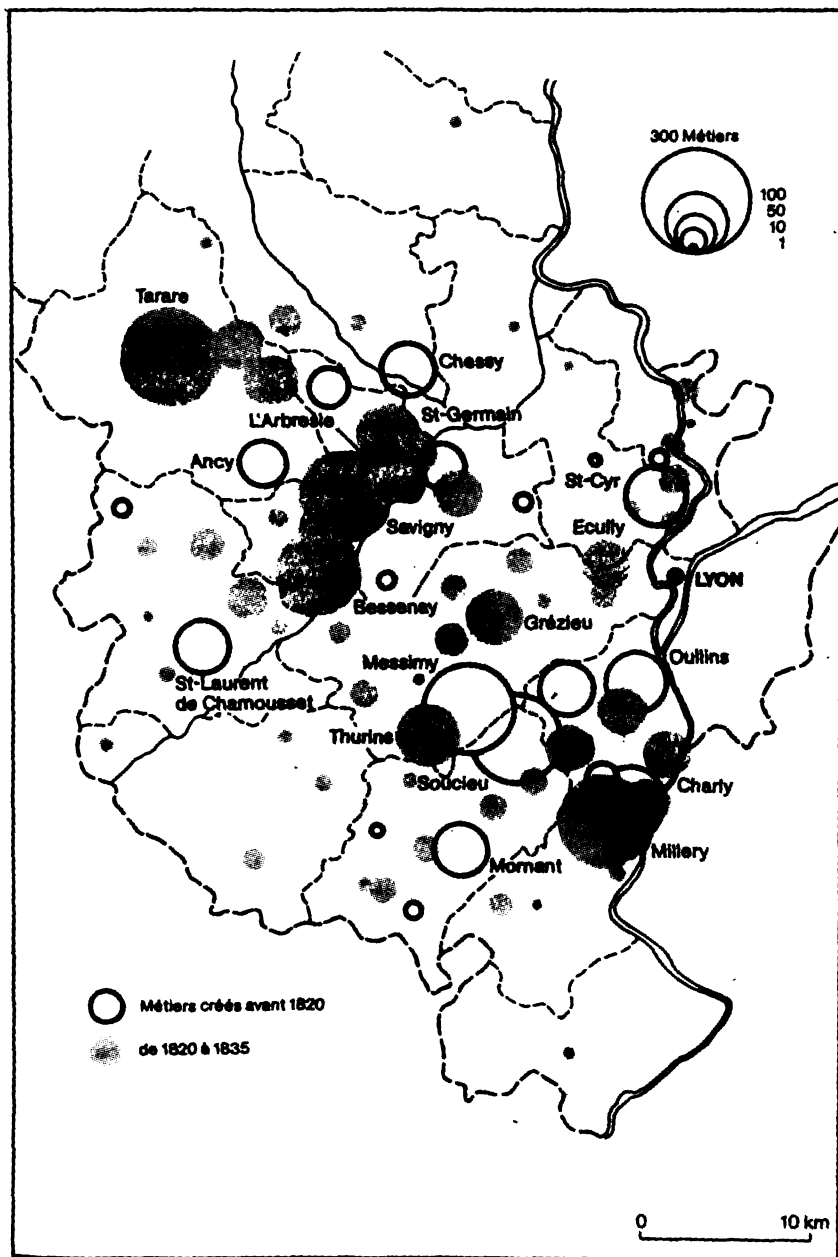 300 Métiers
100
50
10
1
Tarare
Chessy
L'Arbresle
St-Germain
Ancy
St-Cyr
Savigny
Ecully
LYON
Bessenay
Grézieu
Messimy
Oullins
St-Laurent
de Chamousset
Thurins
Soucieu
Charly
Mornant
Millery
Métiers créés avant 1820
de 1820 à 1835
0 10 km